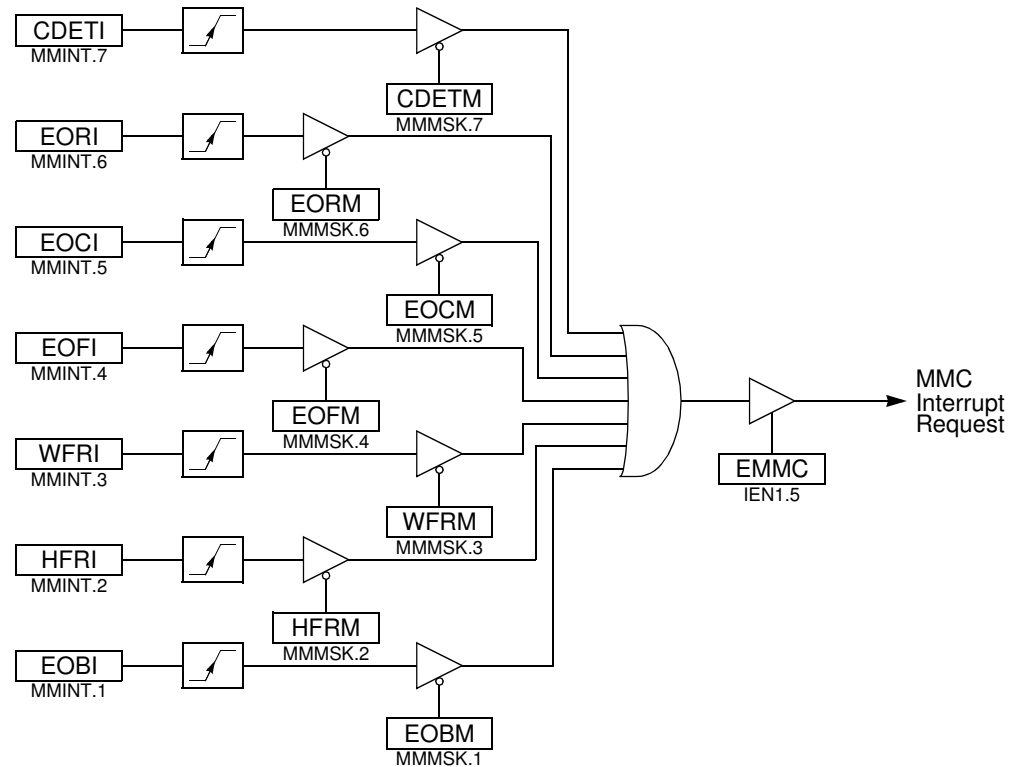 CDETI
MMINT.7
CDETM
MMMSK.7
EORI
MMINT.6
EORM
MMMSK.6
EOCI
MMINT.5
EOCM
MMMSK.5
EOFI
MMINT.4
EOFM
MMMSK.4
MMC
Interrupt
Request
WFRI
MMINT.3
EMMC
IEN1.5
WFRM
MMMSK.3
HFRI
MMINT.2
HFRM
MMMSK.2
EOBI
MMINT.1
EOBM
MMMSK.1